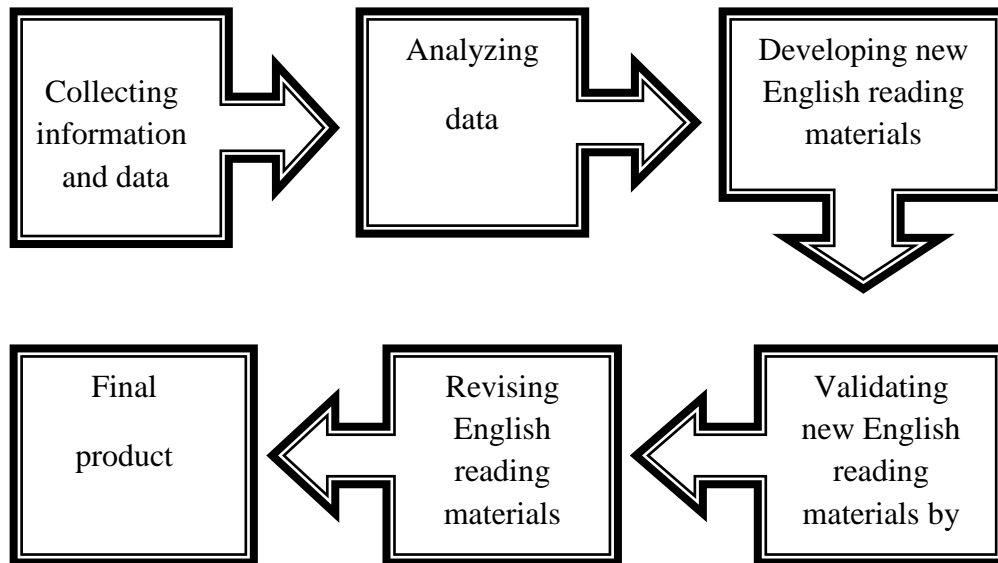 Collecting
information
and data
Analyzing
data
Developing new
English reading
materials
Validating
new English
reading
materials by
Revising
English
reading
materials
Final
product